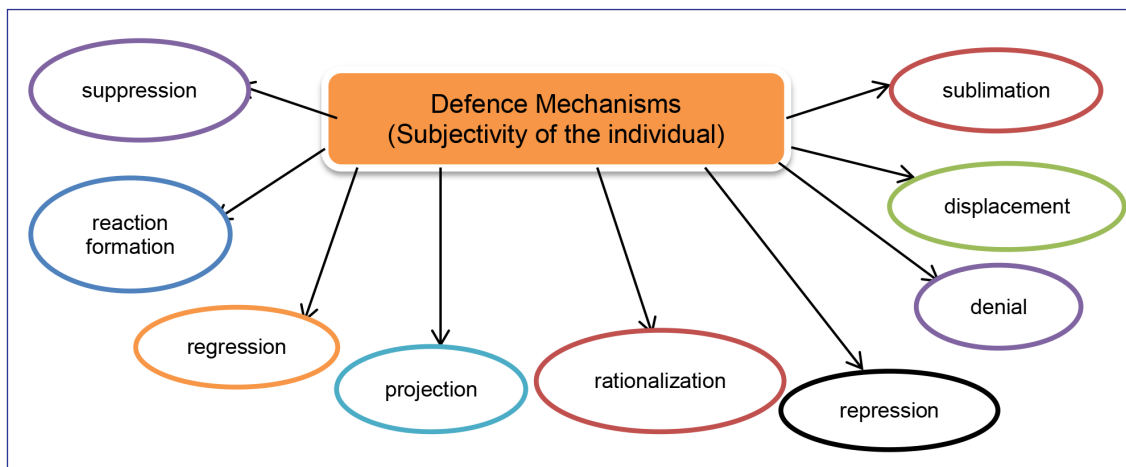 Defence Mechanisms
(Subjectivity of the individual)
suppression
sublimation
reaction
formation
displacement
regression
denial
projection
rationalization
repression